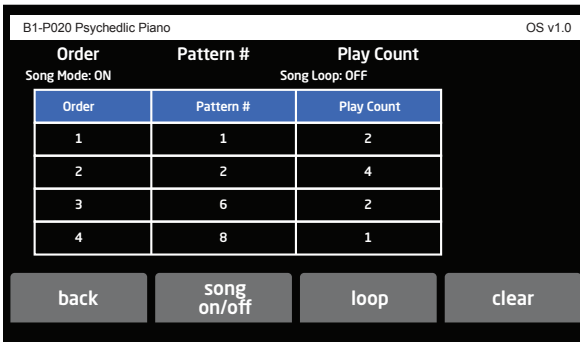 B1-P020 Psychedlic Piano OS v1.0
Order Pattern # Play Count
Song Mode: ON Song Loop: OFF
Order Pattern # Play Count
1 1 2
2 2 4
3 6 2
4 8 1
back song on/off loop clear